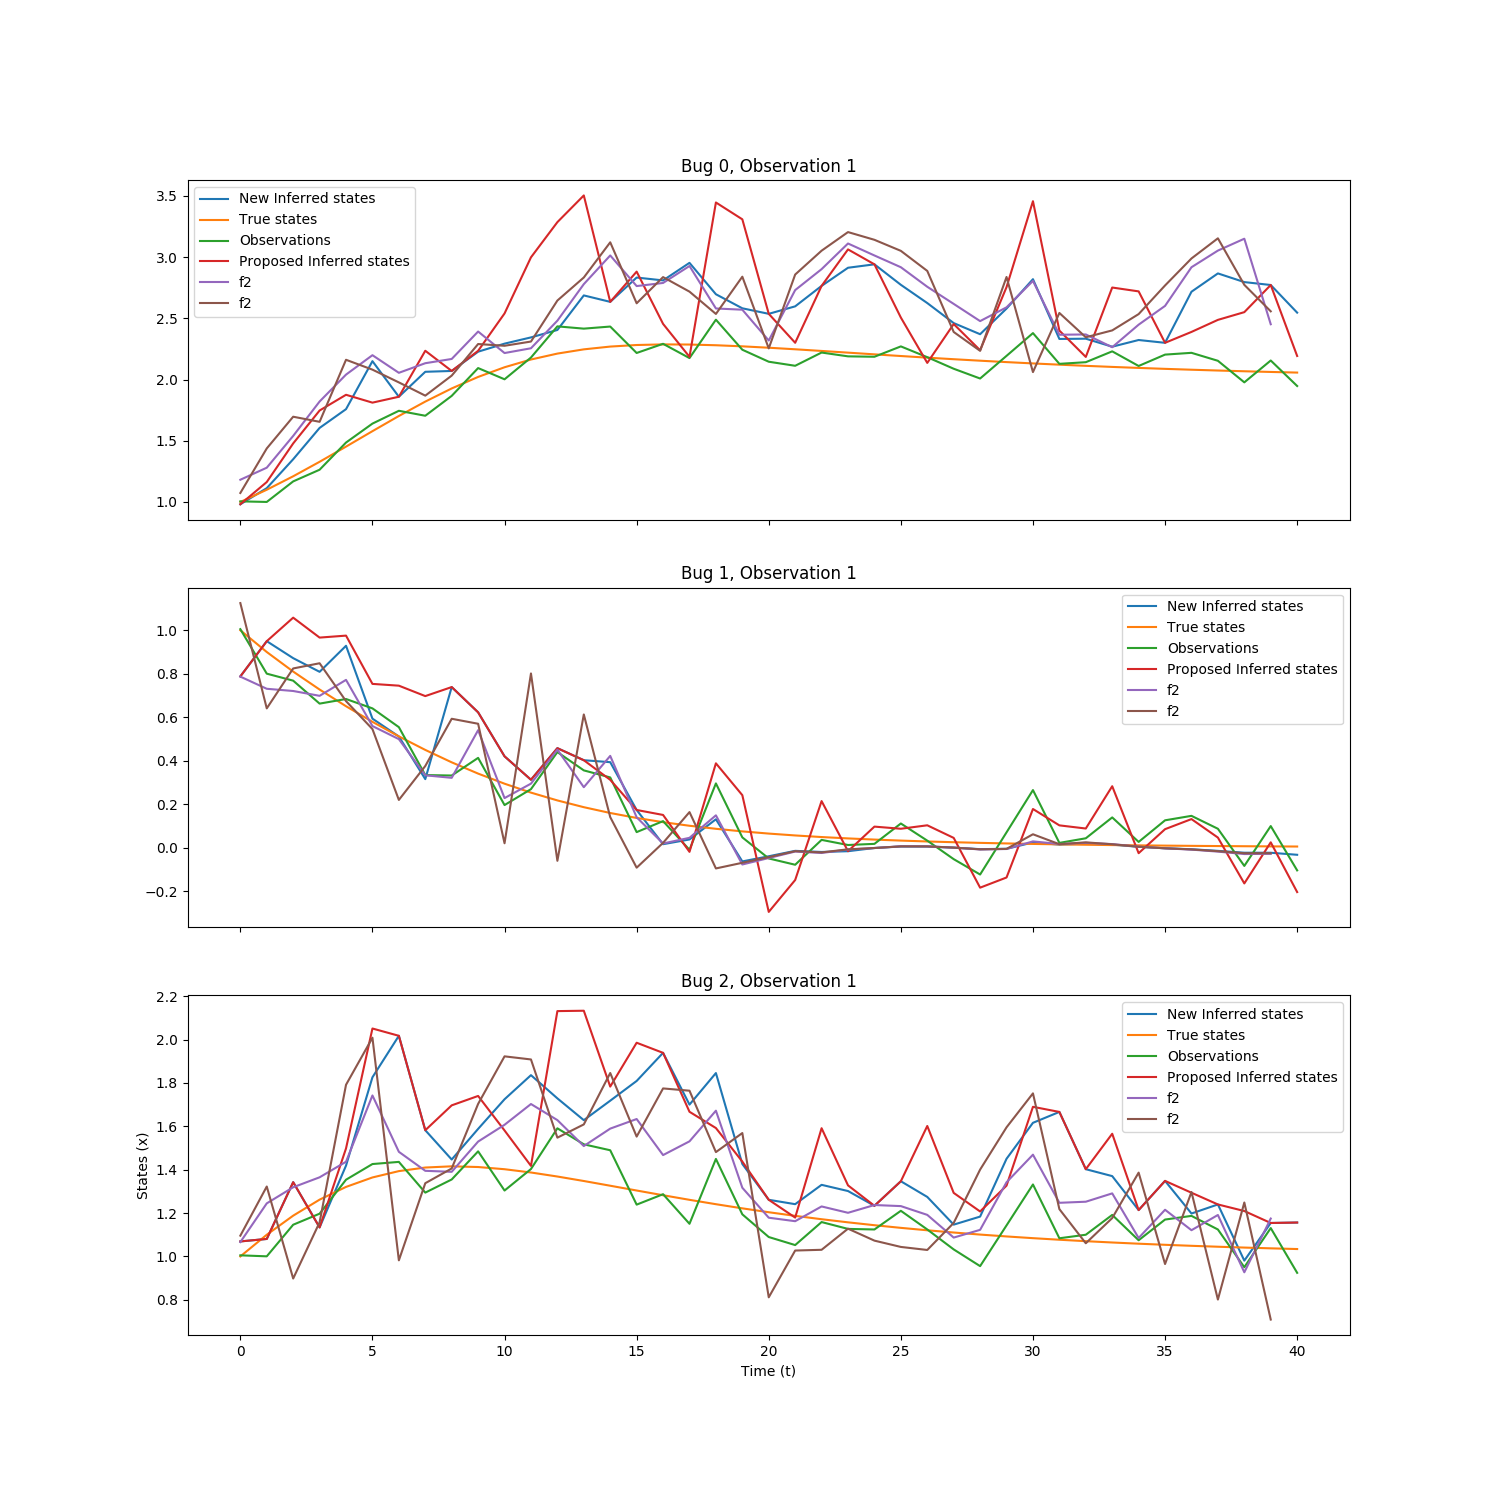 Bug 0, Observation 1
3.5
3.0
2.5
2.0
1.5
1.0
New Inferred states
True states
Observations
Proposed Inferred states
f2
f2
Bug 1, Observation 1
1.0
0.8
0.6
0.4
0.2
0.0
−0.2
New Inferred states
True states
Observations
Proposed Inferred states
f2
f2
Bug 2, Observation 1
States (x)
2.2
2.0
1.8
1.6
1.4
1.2
1.0
0.8
New Inferred states
True states
Observations
Proposed Inferred states
f2
f2
0 5 10 15 20 25 30 35 40
Time (t)